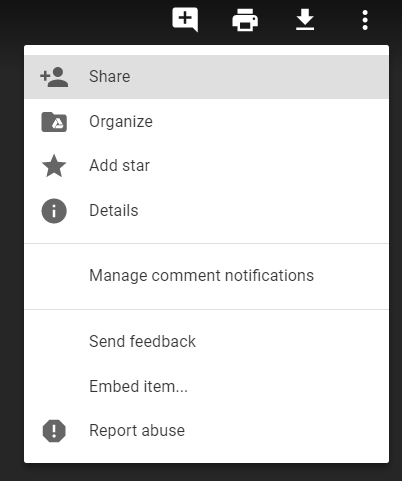 Share
Organize
Add star
Details
Manage comment notifications
Send feedback
Embed item...
Report abuse